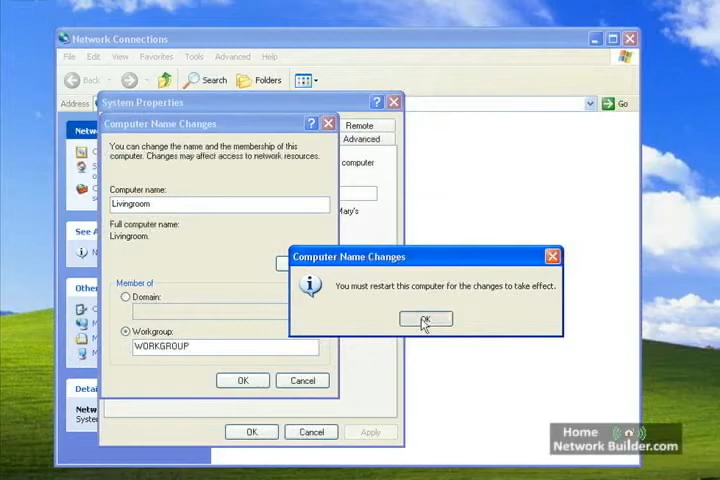 Network Connections
File Edit View Favorites Tools Advanced Help
Back Search Folders
Address Go
System Properties
Remote
Advanced
computer
Mary's
Computer Name Changes
You can change the name and the membership of this
computer. Changes may affect access to network resources.
Computer name:
Livingroom
Full computer name:
Livingroom.
Member of
Domain:
Workgroup:
WORKGROUP
OK Cancel
OK Cancel Apply
Computer Name Changes
You must restart this computer for the changes to take effect.
OK
Netw
See A
Other
Detai
Netw
Syste
Home
Network Builder.com